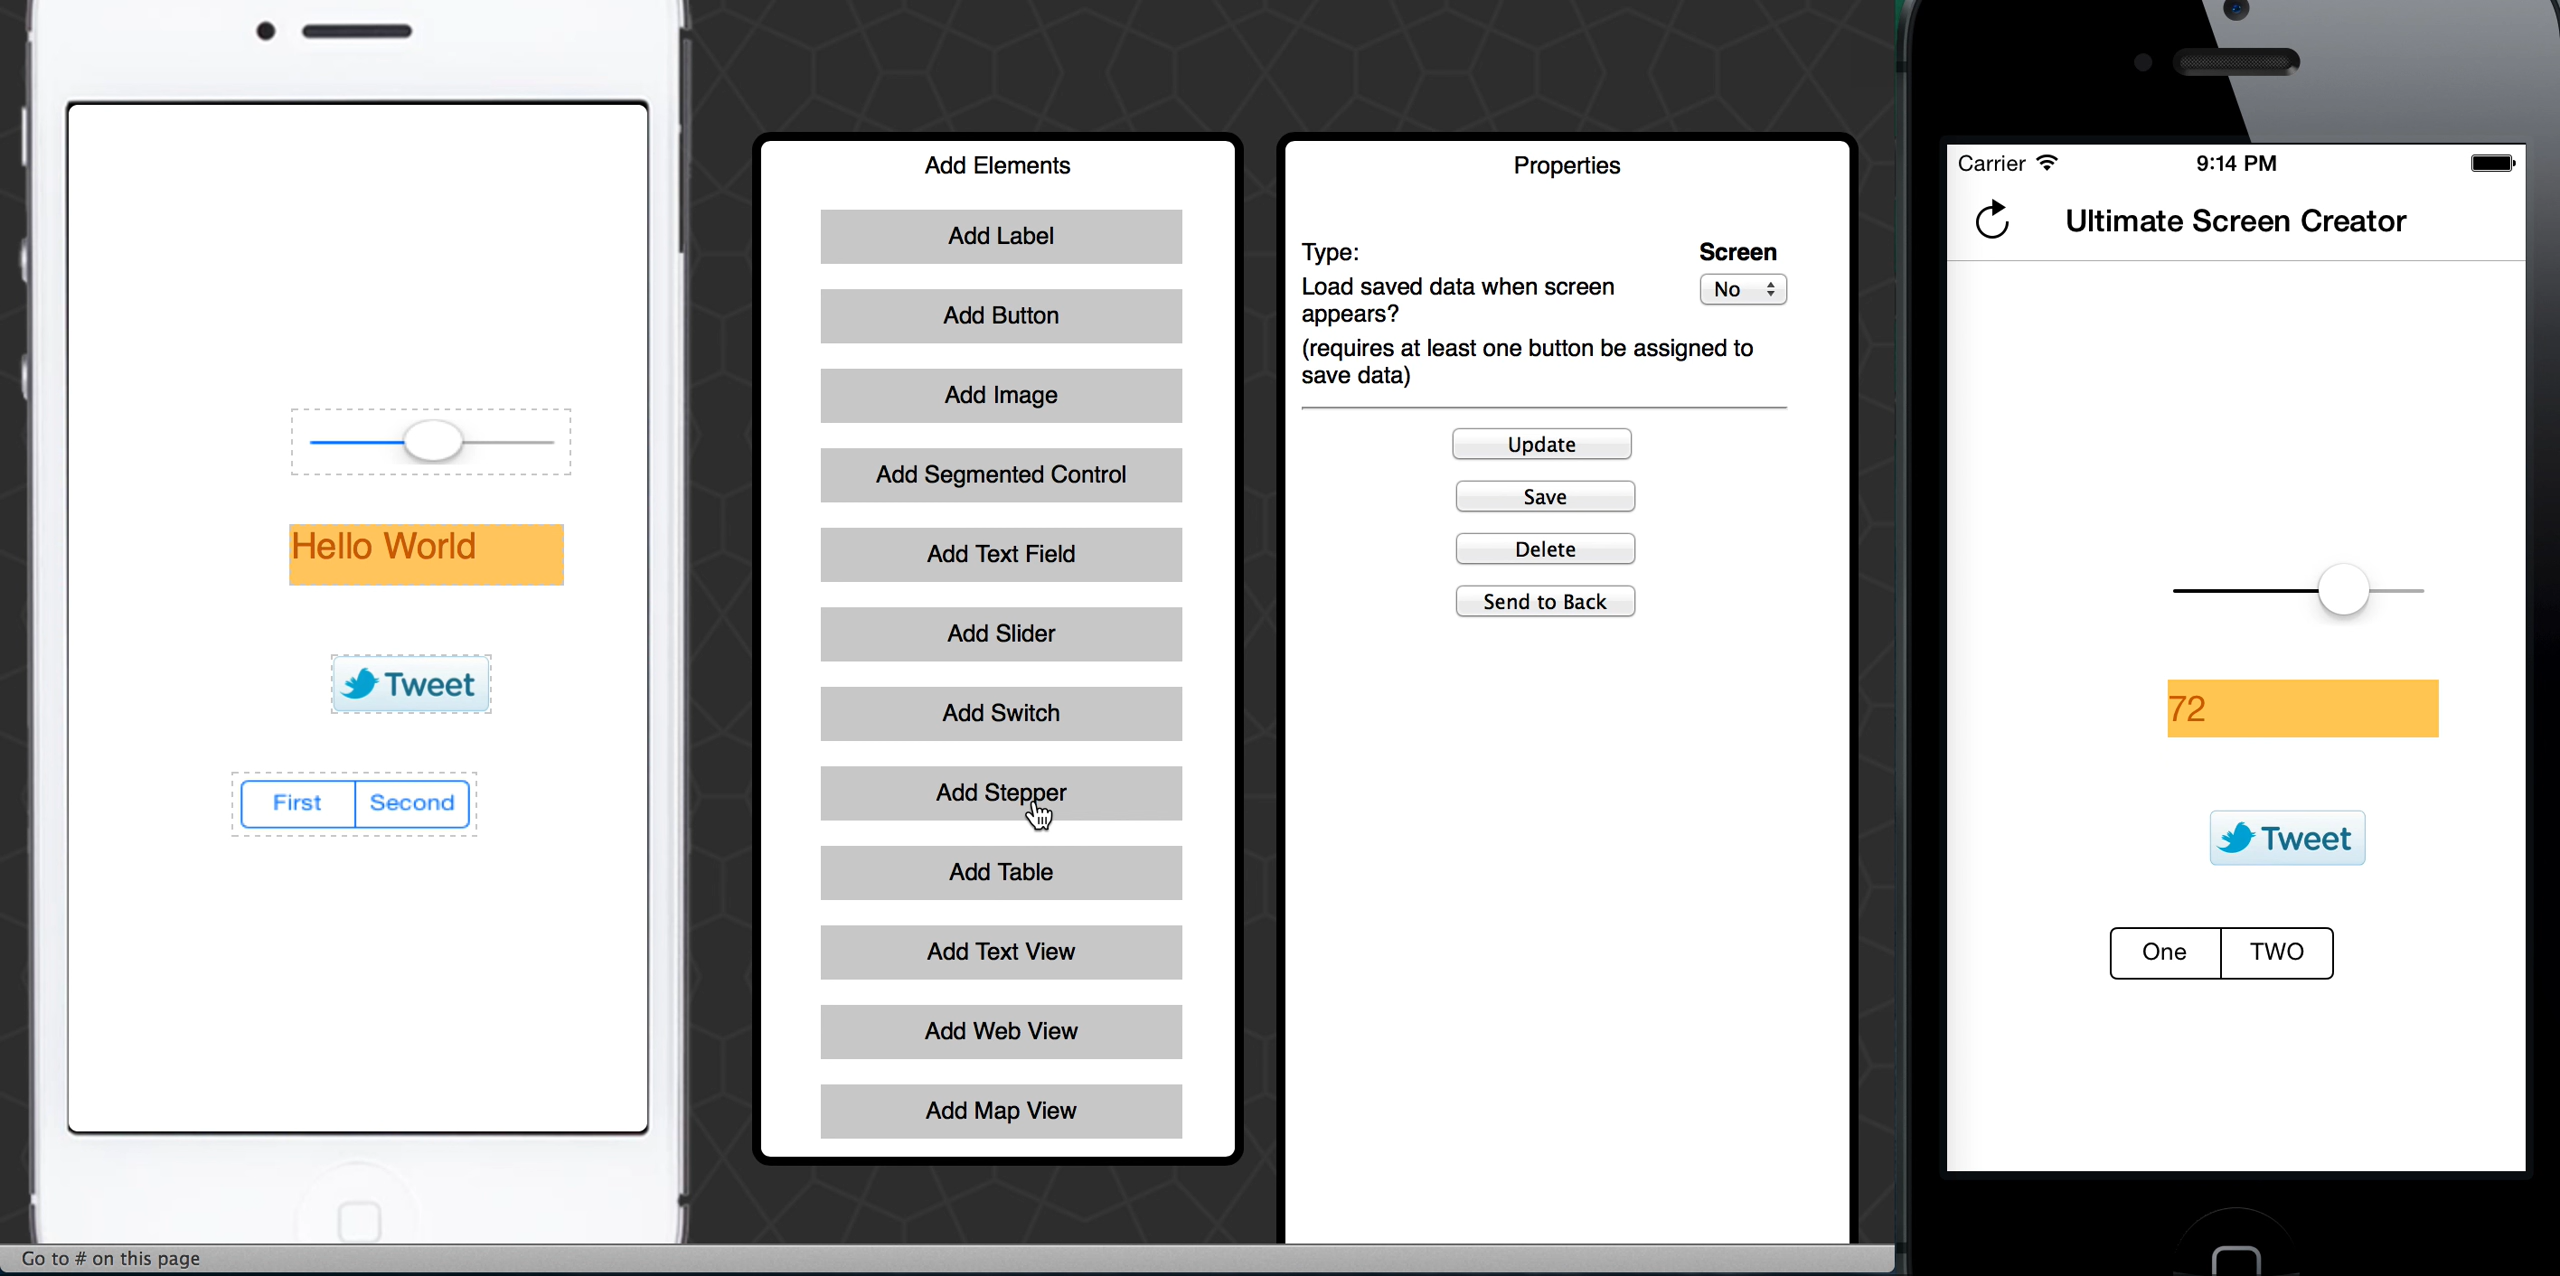 Hello World
Tweet
First Second
Add Elements
Add Label
Add Button
Add Image
Add Segmented Control
Add Text Field
Add Slider
Add Switch
Add Stepper
Add Table
Add Text View
Add Web View
Add Map View
Properties
Type: Screen
Load saved data when screen No
appears?
(requires at least one button be assigned to
save data)
Update
Save
Delete
Send to Back
Carrier 9:14 PM
Ultimate Screen Creator
72
Tweet
One TWO
Go to # on this page